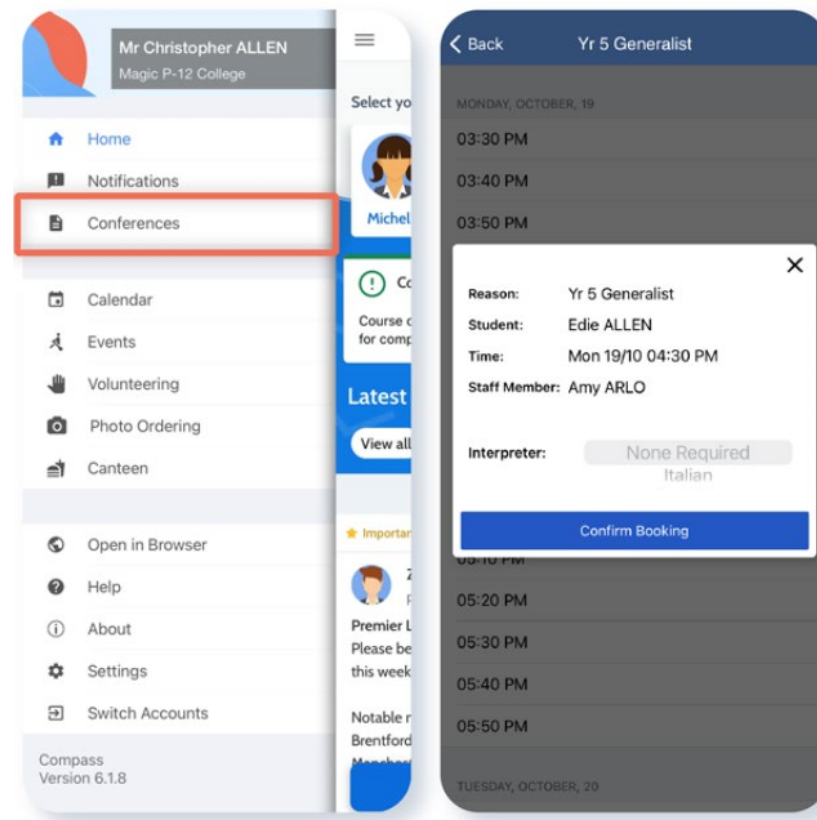 Mr Christopher ALLEN
Magic P-12 College
Home
Notifications
Conferences
Calendar
Events
Volunteering
Photo Ordering
Canteen
Open in Browser
Help
About
Settings
Switch Accounts
Compass
Version 6.1.8
Select yo
Michel
Co
Course c
for comp
Latest
View all
Importar
Premier L
Please be
this week
Notable r
Brentford
Back
Yr 5 Generalist
MONDAY, OCTOBER, 19
03:30 PM
03:40 PM
03:50 PM
Reason: Yr 5 Generalist
Student: Edie ALLEN
Time: Mon 19/10 04:30 PM
Staff Member: Amy ARLO
Interpreter: None Required
Italian
Confirm Booking
05:10 PM
05:20 PM
05:30 PM
05:40 PM
05:50 PM
TUESDAY, OCTOBER, 20